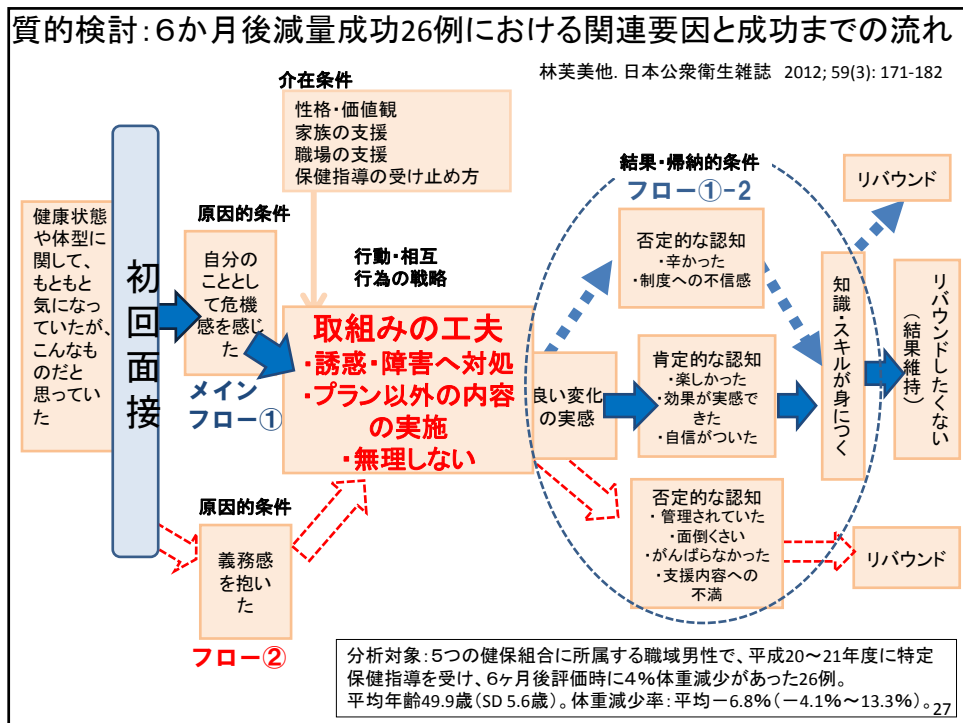 質的検討:6か月後減量成功26例における関連要因と成功までの流れ
林芙美他. 日本公衆衛生雑誌 2012; 59(3): 171-182
介在条件
性格・価値観
家族の支援
職場の支援
保健指導の受け止め方
健康状態
や体型に
関して、
もともと
気になっ
ていたが、
こんなも
のだと
思ってい
た
初回面接
原因的条件
自分の
こととし
て危機
感を感じ
た
メイン
フロー①
原因的条件
義務感
を抱い
た
フロー②
行動・相互
行為の戦略
取組みの工夫
・誘惑・障害へ対処
・プラン以外の内容
の実施
・無理しない
良い変化
の実感
結果・帰納的条件
フロー①-2
否定的な認知
・辛かった
・制度への不信感
肯定的な認知
・楽しかった
・効果が実感で
きた
・自信がついた
否定的な認知
・管理されていた
・面倒くさい
・がんばらなかった
・支援内容への
不満
知識・スキルが身につく
リバウンド
リバウンドしたくない
(結果維持)
リバウンド
分析対象:5つの健保組合に所属する職域男性で、平成20~21年度に特定
保健指導を受け、6ヶ月後評価時に4%体重減少があった26例。
平均年齢49.9歳(SD 5.6歳)。体重減少率:平均-6.8%(-4.1%~13.3%)。
27